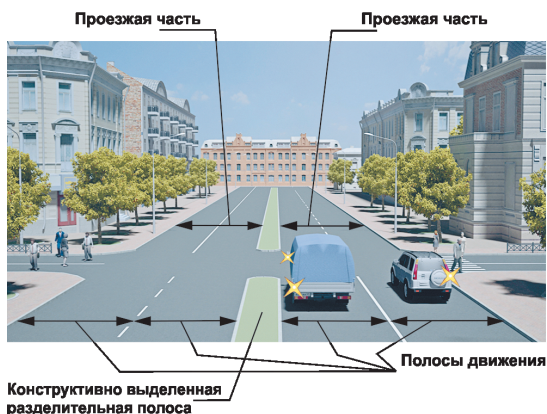 Проезжая часть
Проезжая часть
Полосы движения
Конструктивно выделенная
разделительная полоса